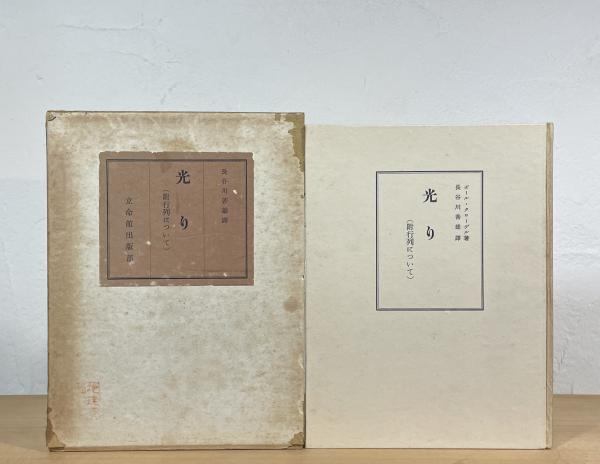 長谷川善雄譯
光り
(附行列について)
立命館出版部
ポール・クローデル著
長谷川善雄譯
光り
(附行列について)